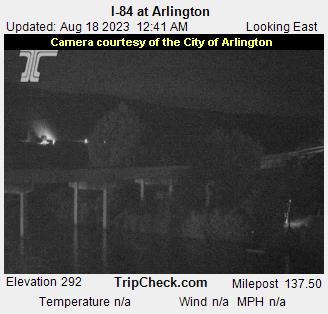 I-84 at Arlington
Updated: Aug 18 2023 12:41 AM Looking East
Camera courtesy of the City of Arlington
Elevation 292 TripCheck.com Milepost 137.50
Temperature n/a Wind n/a MPH n/a